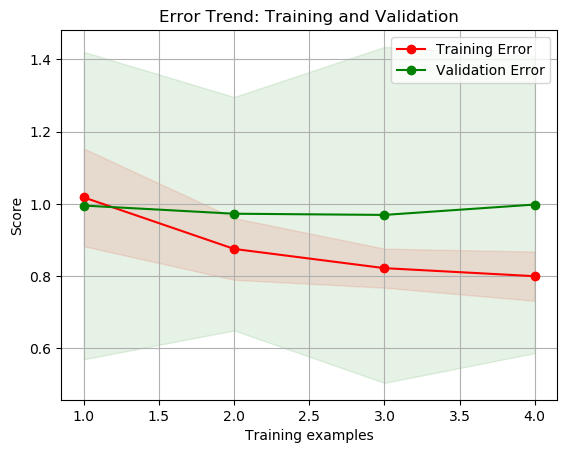 Error Trend: Training and Validation
Training Error
Validation Error
Score
1.4
1.2
1.0
0.8
0.6
1.0 1.5 2.0 2.5 3.0 3.5 4.0
Training examples